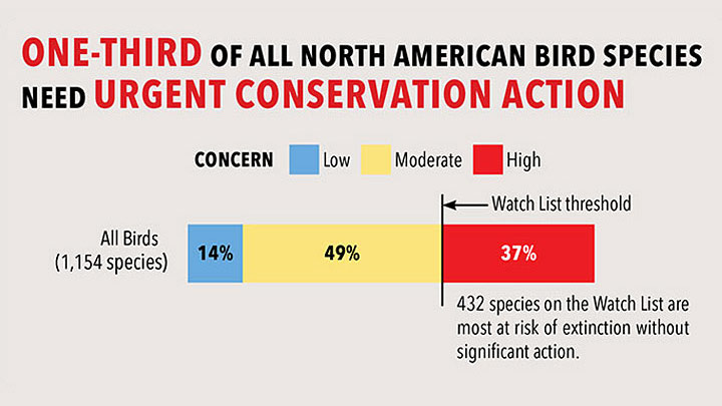 ONE-THIRD OF ALL NORTH AMERICAN BIRD SPECIES
NEED URGENT CONSERVATION ACTION
CONCERN Low Moderate High
Watch List threshold
All Birds
(1,154 species)
14% 49% 37%
432 species on the Watch List are
most at risk of extinction without
significant action.